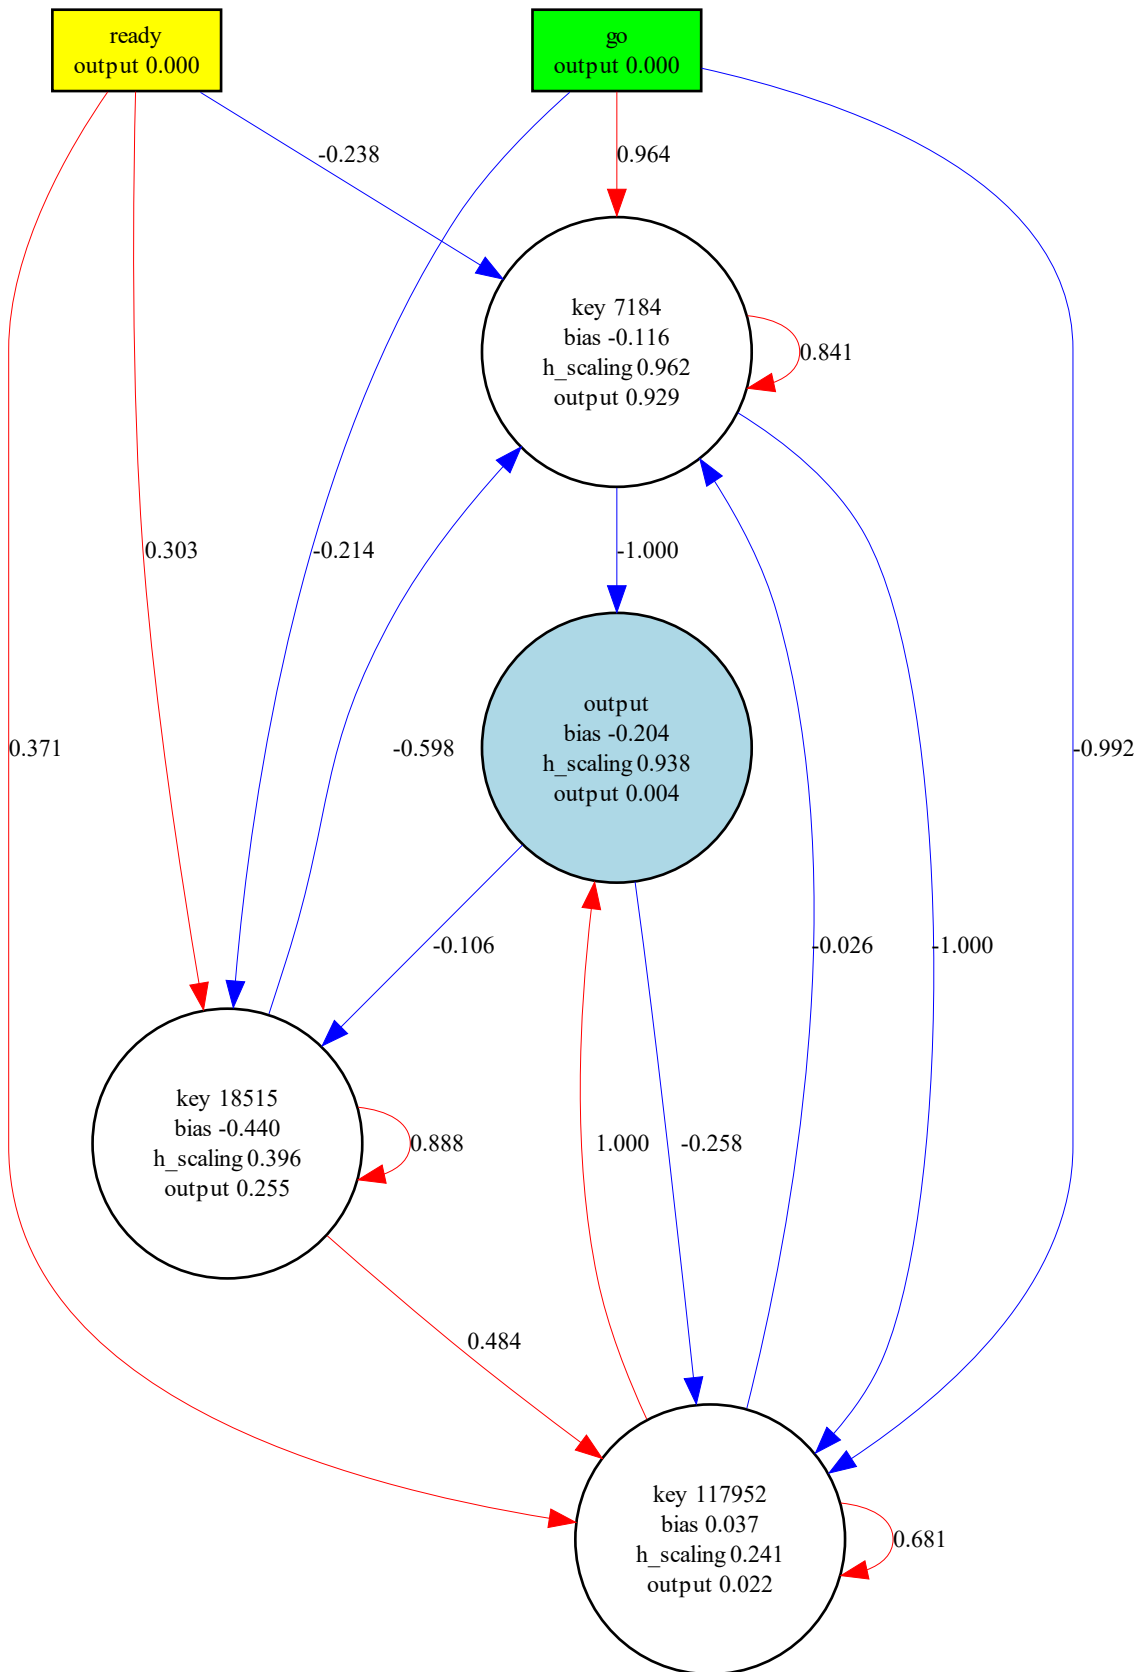 ready
output 0.000
go
output 0.000
-0.238
0.964
key 7184
bias -0.116
h_scaling 0.962
output 0.929
0.841
0.303
-0.214
-1.000
output
bias -0.204
h_scaling 0.938
output 0.004
0.371
-0.598
-0.992
-0.106
-0.026
-1.000
key 18515
bias -0.440
h_scaling 0.396
output 0.255
0.888
1.000
-0.258
0.484
key 117952
bias 0.037
h_scaling 0.241
output 0.022
0.681